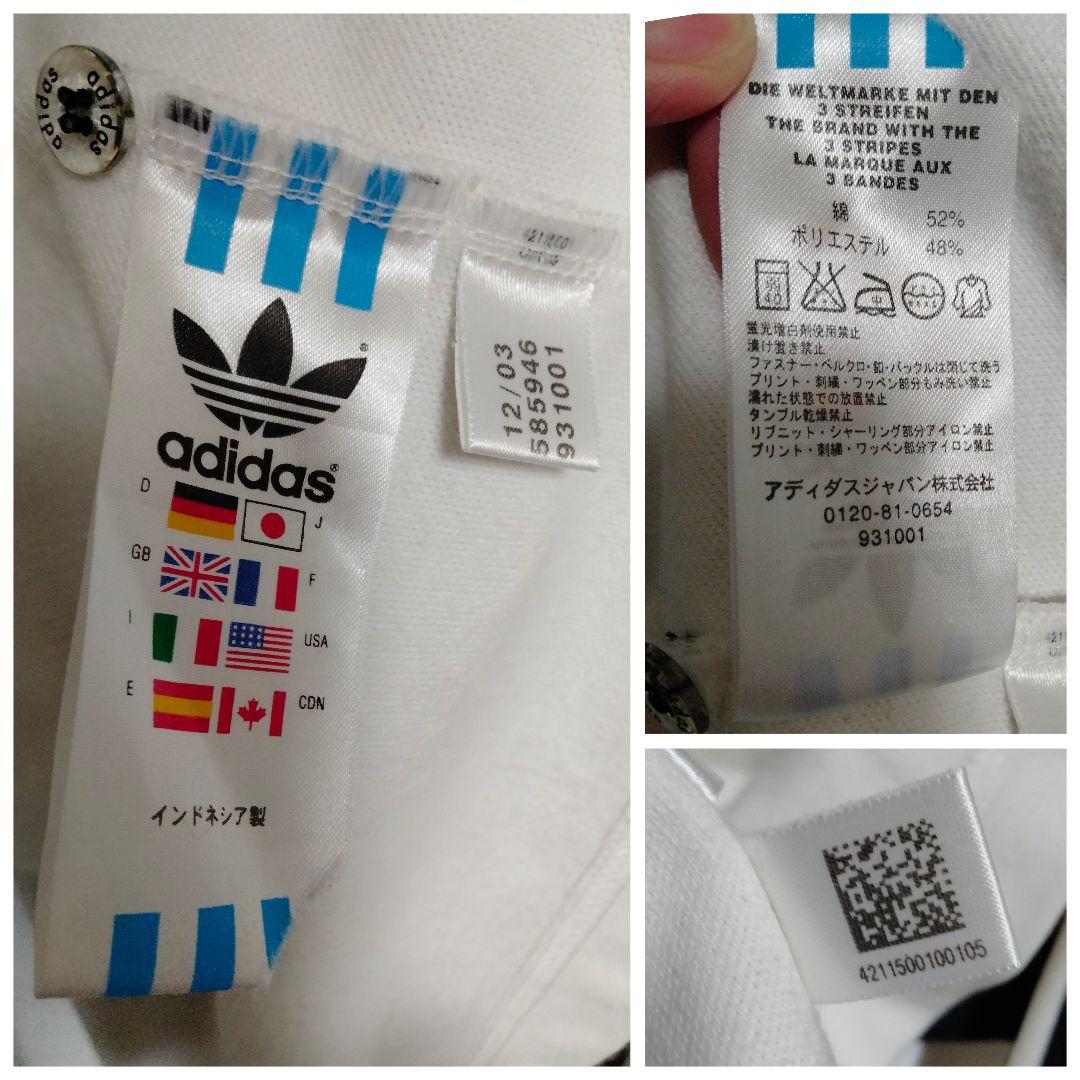 adidas
adidas
adidas
D
J
GB
F
I
USA
E
CDN
インドネシア製
12/03
585946
931001
DIE WELTMARKE MIT DEN
3 STREIFEN
THE BRAND WITH THE
3 STRIPES
LA MARQUE AUX
3 BANDES
綿 52%
ポリエステル 48%
40
蛍光増白剤使用禁止
漬け置き禁止
ファスナー・ベルクロ・釦・バックルは閉じて洗う
プリント・刺繍・ワッペン部分もみ洗い禁止
濡れた状態での放置禁止
タンブル乾燥禁止
リブニット・シャーリング部分アイロン禁止
プリント・刺繍・ワッペン部分アイロン禁止
アディダスジャパン株式会社
0120-81-0654
931001
4211500100105